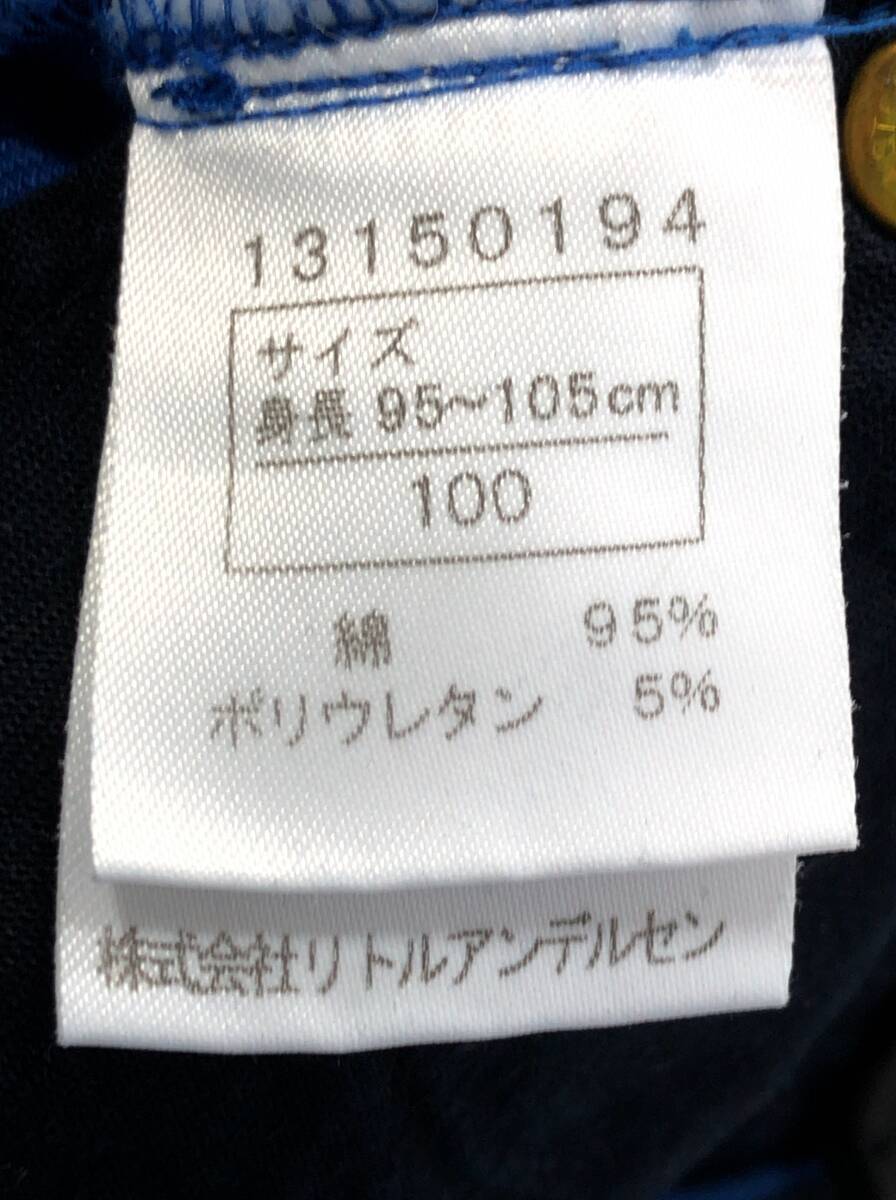 13150194
サイズ
身長 95~105cm
100
綿 95%
ポリウレタン 5%
株式会社リトルアンデルセン